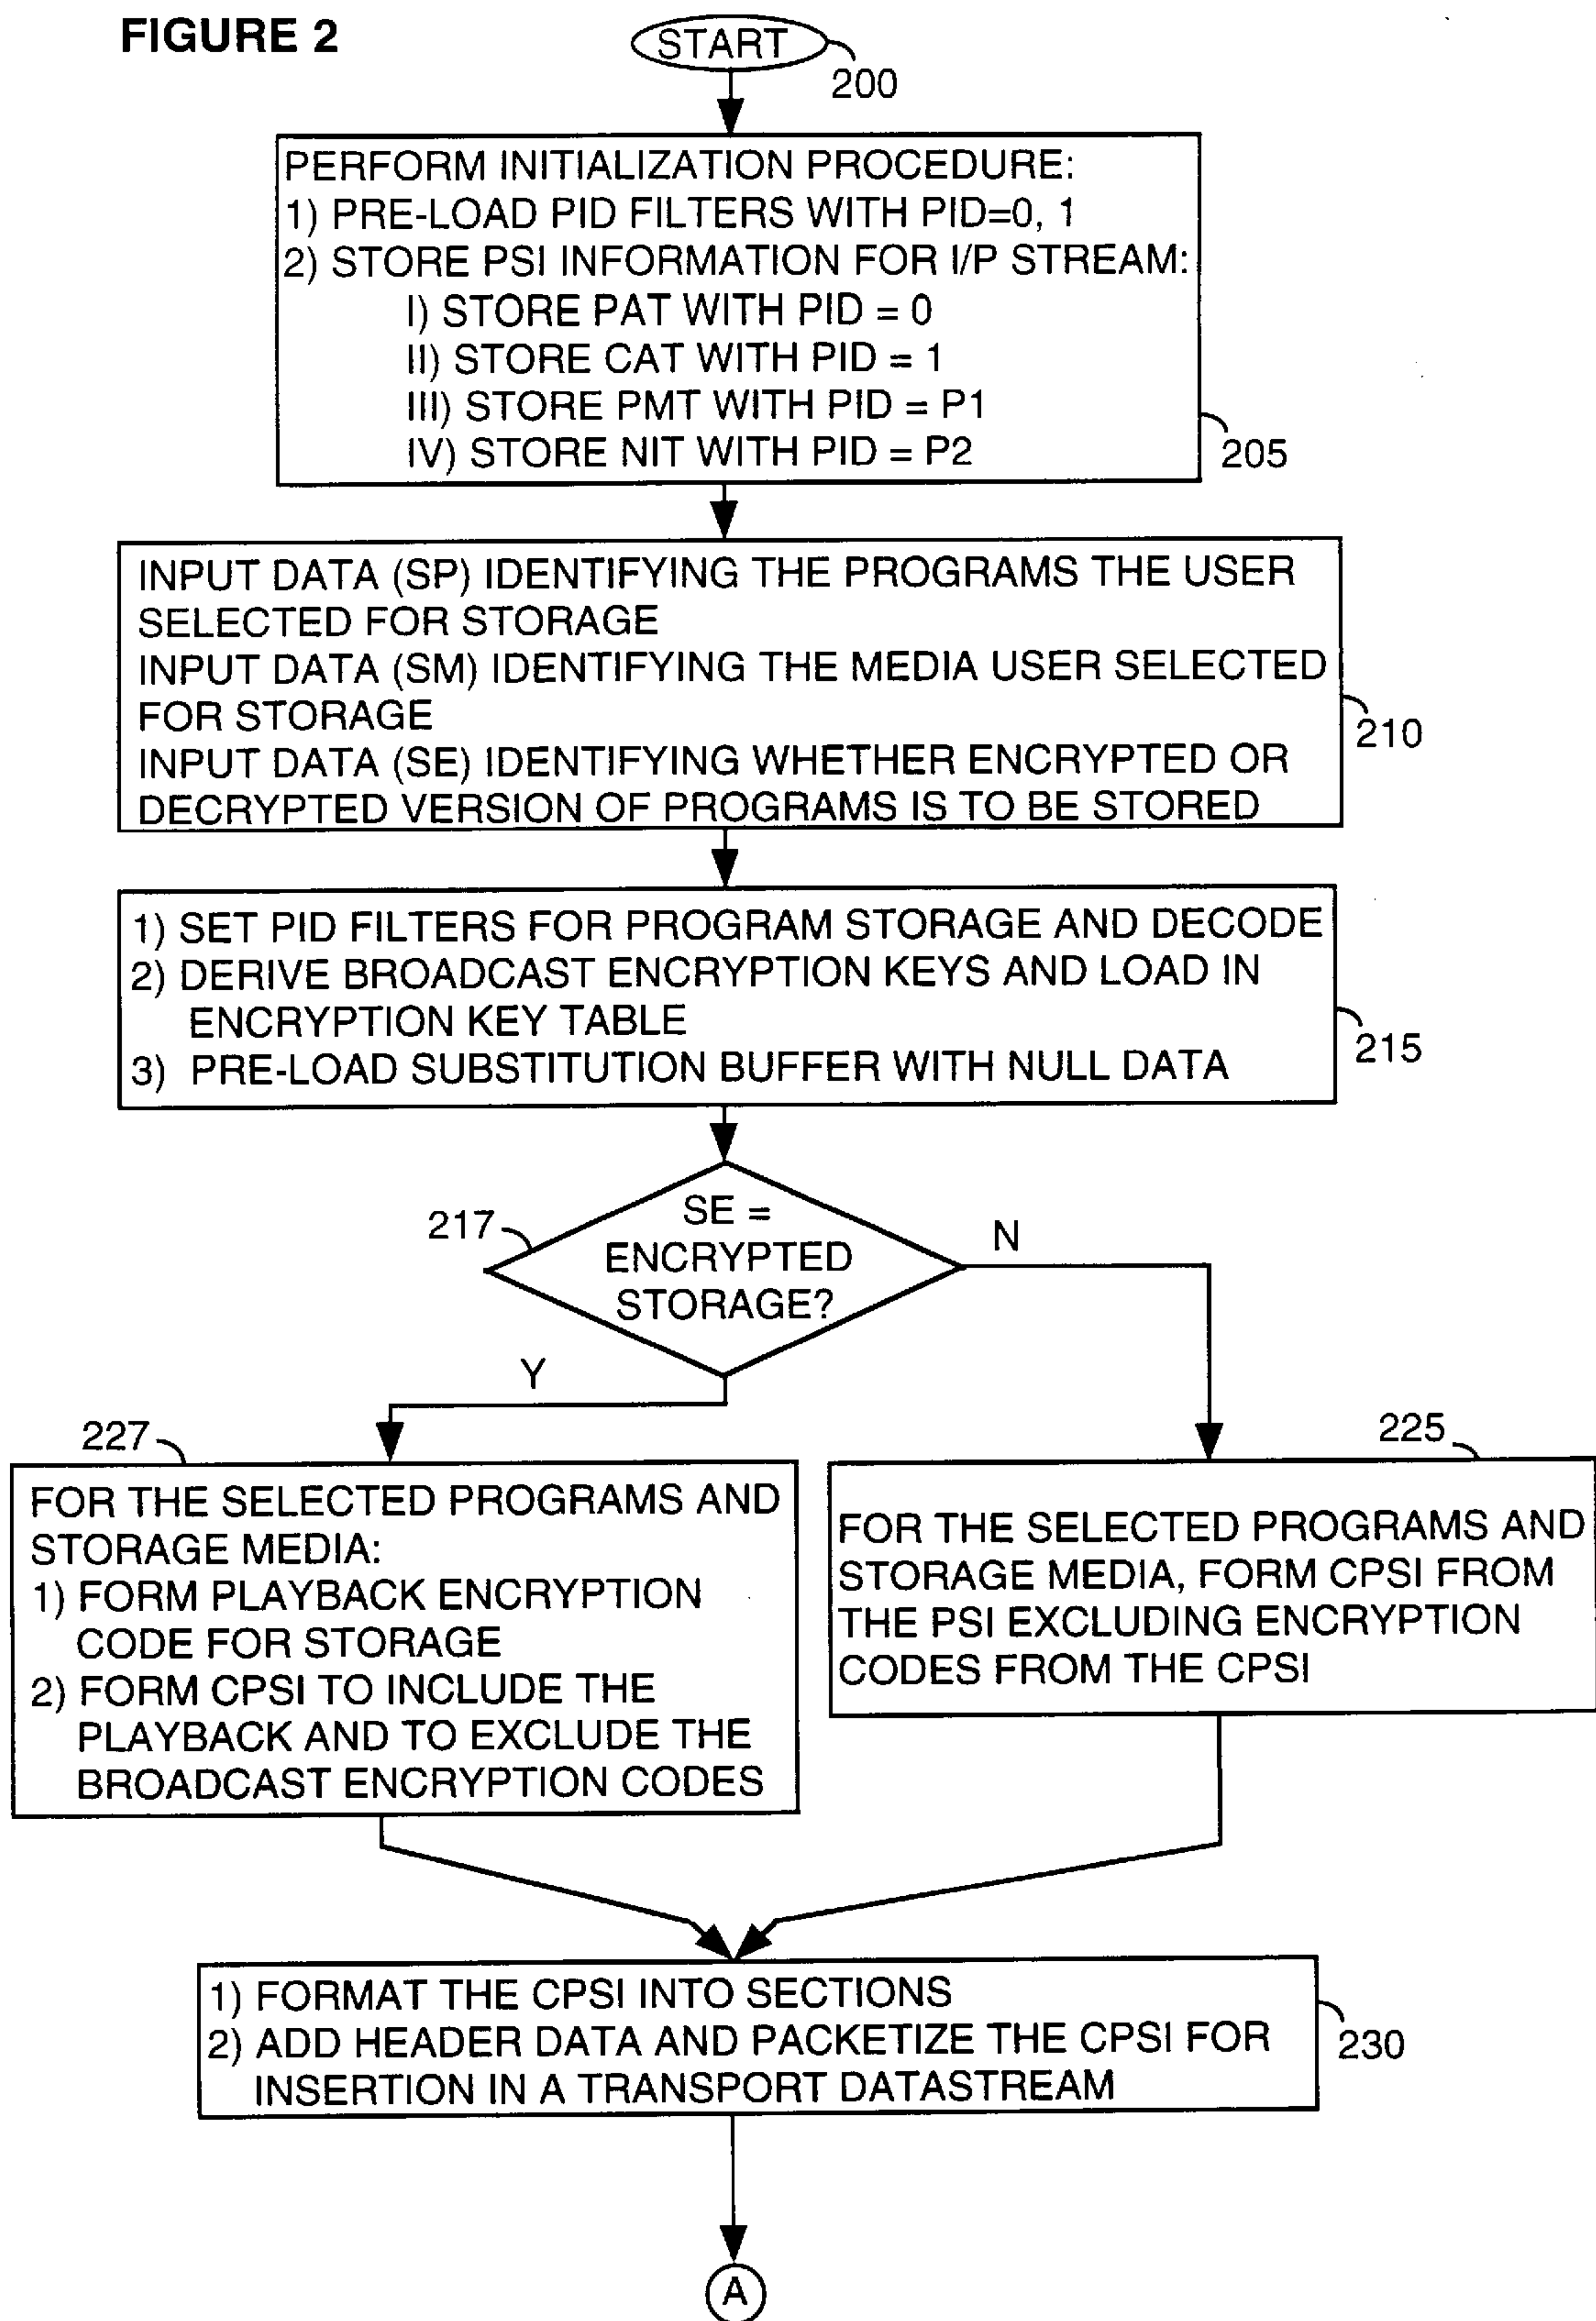 FIGURE 2
START
200
PERFORM INITIALIZATION PROCEDURE:
1) PRE-LOAD PID FILTERS WITH PID=0, 1
2) STORE PSI INFORMATION FOR I/P STREAM:
I) STORE PAT WITH PID = 0
II) STORE CAT WITH PID = 1
III) STORE PMT WITH PID = P1
IV) STORE NIT WITH PID = P2
205
INPUT DATA (SP) IDENTIFYING THE PROGRAMS THE USER
SELECTED FOR STORAGE
INPUT DATA (SM) IDENTIFYING THE MEDIA USER SELECTED
FOR STORAGE
INPUT DATA (SE) IDENTIFYING WHETHER ENCRYPTED OR
DECRYPTED VERSION OF PROGRAMS IS TO BE STORED
210
1) SET PID FILTERS FOR PROGRAM STORAGE AND DECODE
2) DERIVE BROADCAST ENCRYPTION KEYS AND LOAD IN
ENCRYPTION KEY TABLE
3) PRE-LOAD SUBSTITUTION BUFFER WITH NULL DATA
215
217
SE =
ENCRYPTED
STORAGE?
N
Y
227
FOR THE SELECTED PROGRAMS AND
STORAGE MEDIA:
1) FORM PLAYBACK ENCRYPTION
CODE FOR STORAGE
2) FORM CPSI TO INCLUDE THE
PLAYBACK AND TO EXCLUDE THE
BROADCAST ENCRYPTION CODES
225
FOR THE SELECTED PROGRAMS AND
STORAGE MEDIA, FORM CPSI FROM
THE PSI EXCLUDING ENCRYPTION
CODES FROM THE CPSI
1) FORMAT THE CPSI INTO SECTIONS
2) ADD HEADER DATA AND PACKETIZE THE CPSI FOR
INSERTION IN A TRANSPORT DATASTREAM
230
A